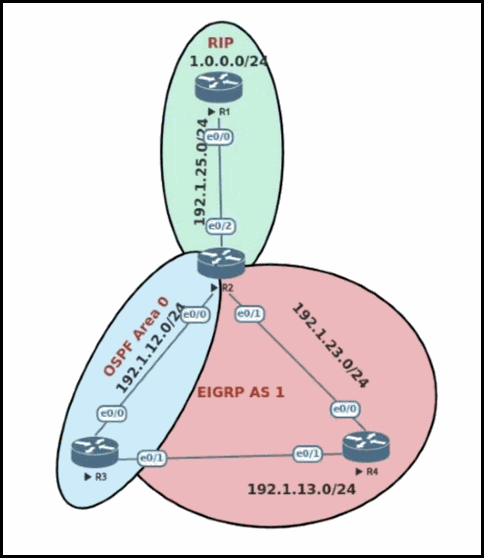 RIP
1.0.0.0/24
R1
e0/0
192.1.25.0/24
e0/2
R2
e0/0
e0/1
OSPF Area 0
192.1.12.0/24
192.1.23.0/24
EIGRP AS 1
e0/0
e0/0
e0/1
e0/1
R3
R4
192.1.13.0/24